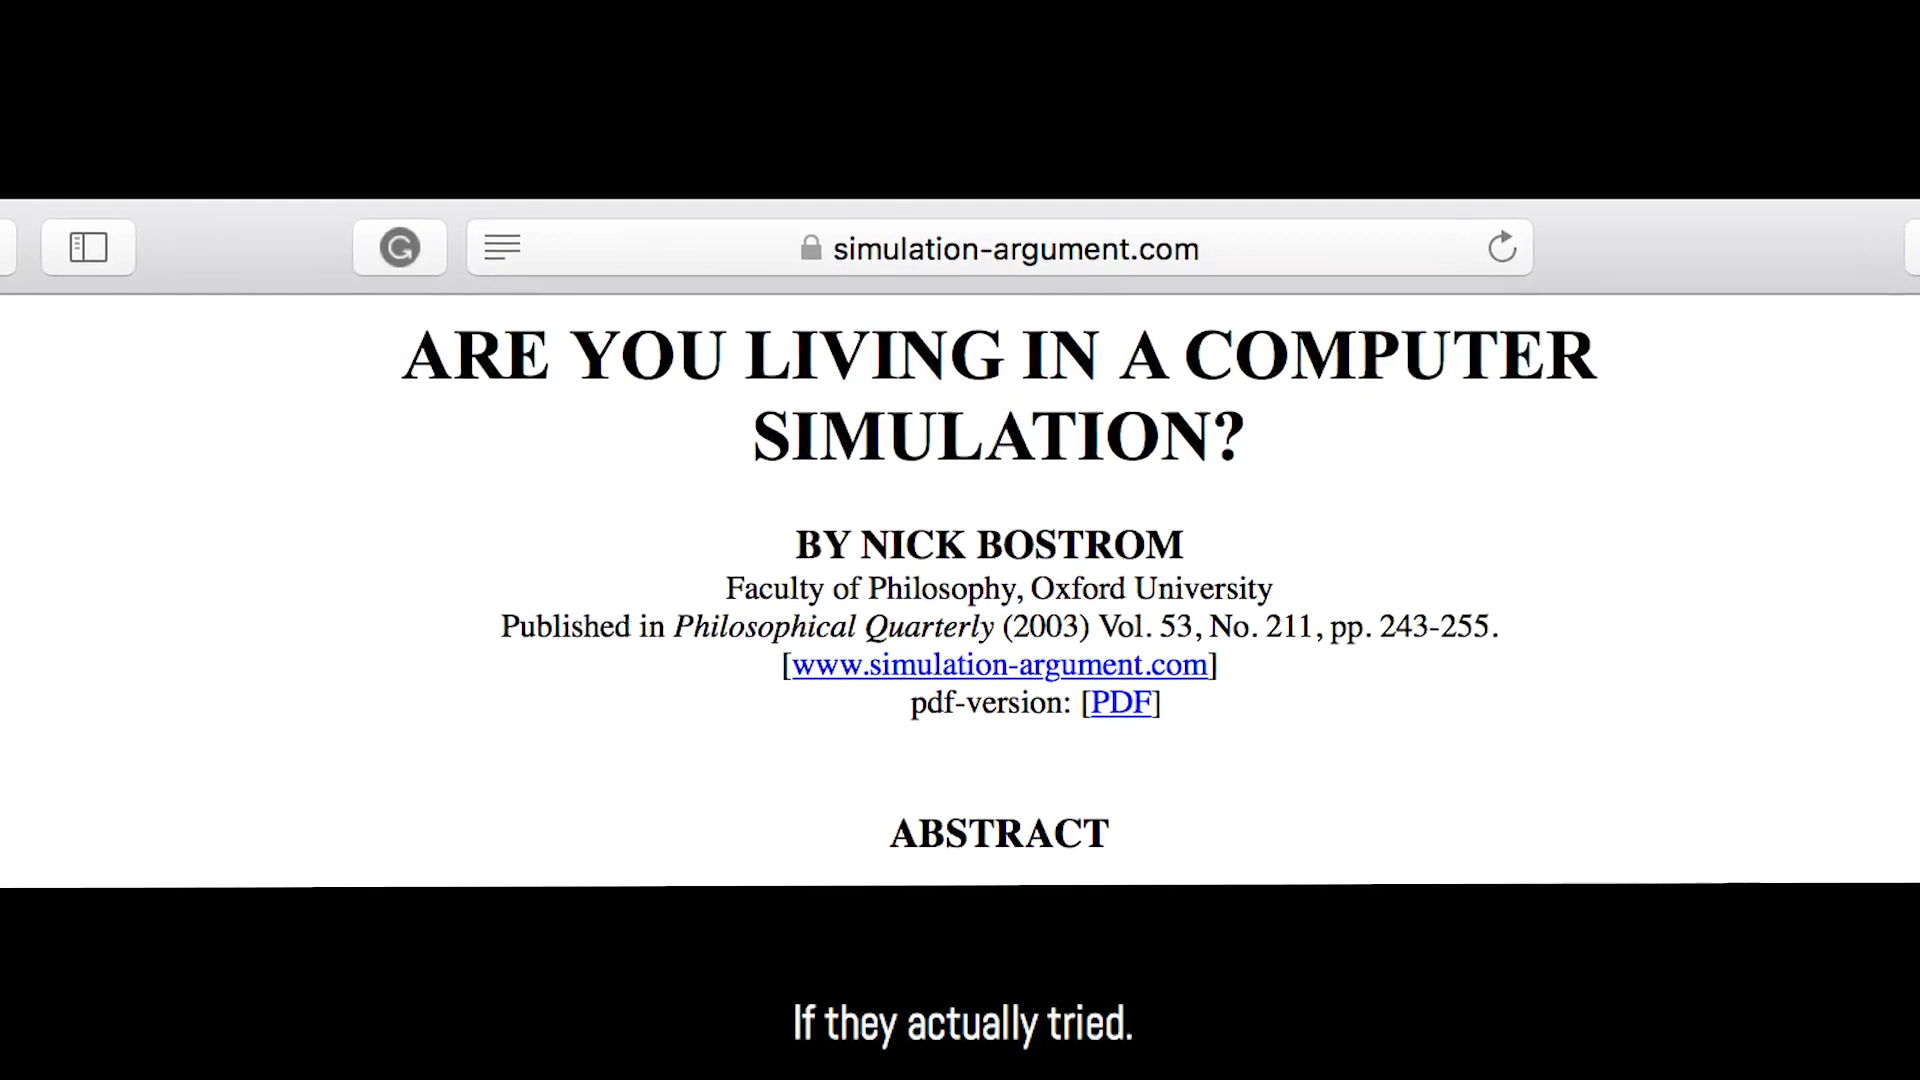 simulation-argument.com
ARE YOU LIVING IN A COMPUTER
SIMULATION?
BY NICK BOSTROM
Faculty of Philosophy, Oxford University
Published in Philosophical Quarterly (2003) Vol. 53, No. 211, pp. 243-255.
[www.simulation-argument.com]
pdf-version: [PDF]
ABSTRACT
If they actually tried.